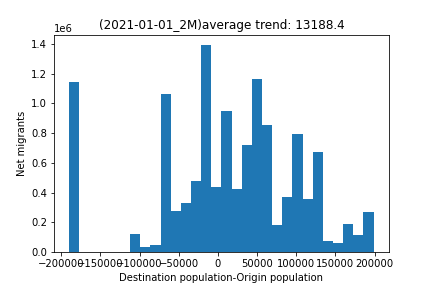 (2021-01-01_2M)average trend: 13188.4
1e6
1.4
1.2
1.0
0.8
0.6
0.4
0.2
0.0
Net migrants
−200000 −150000 −100000 −50000 0 50000 100000 150000 200000
Destination population-Origin population